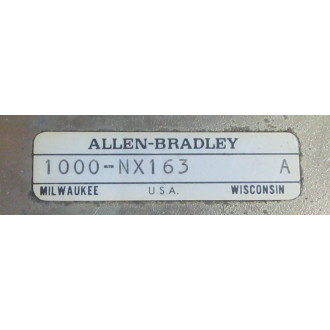 ALLEN-BRADLEY
1000-NX163 A
MILWAUKEE U.S.A. WISCONSIN